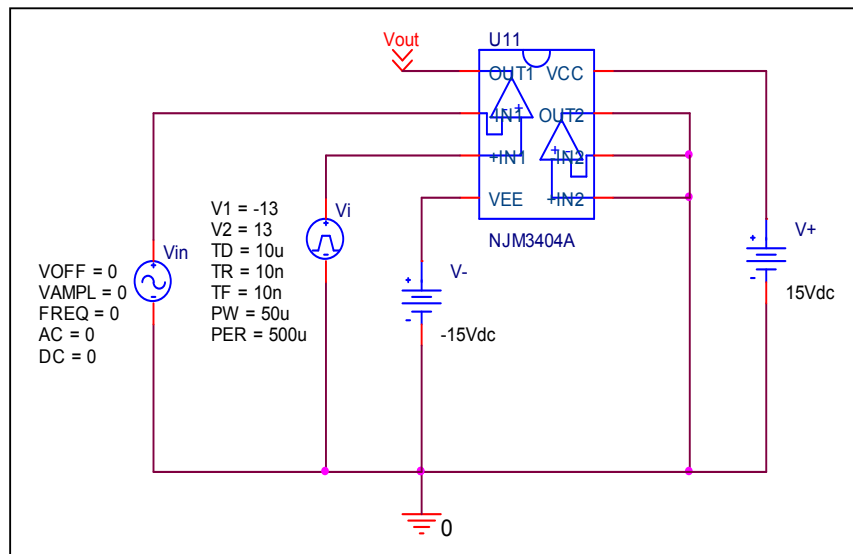 Vout
U11
OUT1
VCC
-IN1
OUT2
+IN1
-IN2
VEE
+IN2
NJM3404A
Vin
VOFF = 0
VAMPL = 0
FREQ = 0
AC = 0
DC = 0
Vi
V1 = -13
V2 = 13
TD = 10u
TR = 10n
TF = 10n
PW = 50u
PER = 500u
V-
-15Vdc
V+
15Vdc
0